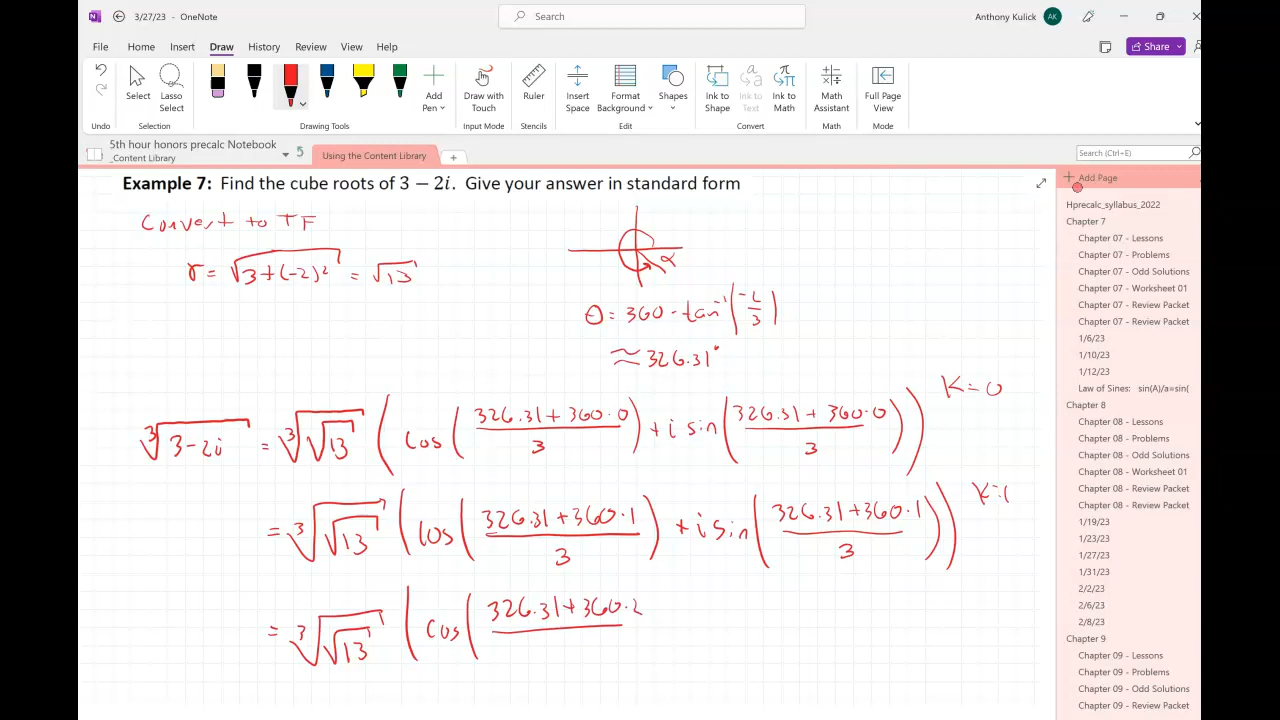 3/27/23 - OneNote
Search
Anthony Kulick AK
File Home Insert Draw History Review View Help
Share
Undo
Select
Lasso Select
Add Pen
Draw with Touch
Ruler
Insert Space
Format Background
Shapes
Ink to Shape
Ink to Text
Ink to Math
Math Assistant
Full Page View
Undo Selection Drawing Tools Input Mode Stencils Edit Convert Math Mode
5th hour honors precalc Notebook
_Content Library
Using the Content Library
+
Search (Ctrl+E)
Example 7: Find the cube roots of 3 − 2i. Give your answer in standard form
Convert to TF
r = √3+(-2)² = √13
α
θ = 360 - tan⁻¹(-2/3)
≈ 326.31°
∛3-2i = ∛√13 (cos(326.31+360·0/3) + i sin(326.31+360·0/3)) K=0
= ∛√13 (cos(326.31+360·1/3) + i sin(326.31+360·1/3))
= ∛√13 (cos(326.31+360·2
Add Page
Hprecalc_syllabus_2022
Chapter 7
Chapter 07 - Lessons
Chapter 07 - Problems
Chapter 07 - Odd Solutions
Chapter 07 - Worksheet 01
Chapter 07 - Review Packet
Chapter 07 - Review Packet
1/6/23
1/10/23
1/12/23
Law of Sines: sin(A)/a=sin(
Chapter 8
Chapter 08 - Lessons
Chapter 08 - Problems
Chapter 08 - Odd Solutions
Chapter 08 - Worksheet 01
Chapter 08 - Review Packet
Chapter 08 - Review Packet
1/19/23
1/23/23
1/27/23
1/31/23
2/2/23
2/6/23
2/8/23
Chapter 9
Chapter 09 - Lessons
Chapter 09 - Problems
Chapter 09 - Odd Solutions
Chapter 09 - Review Packet